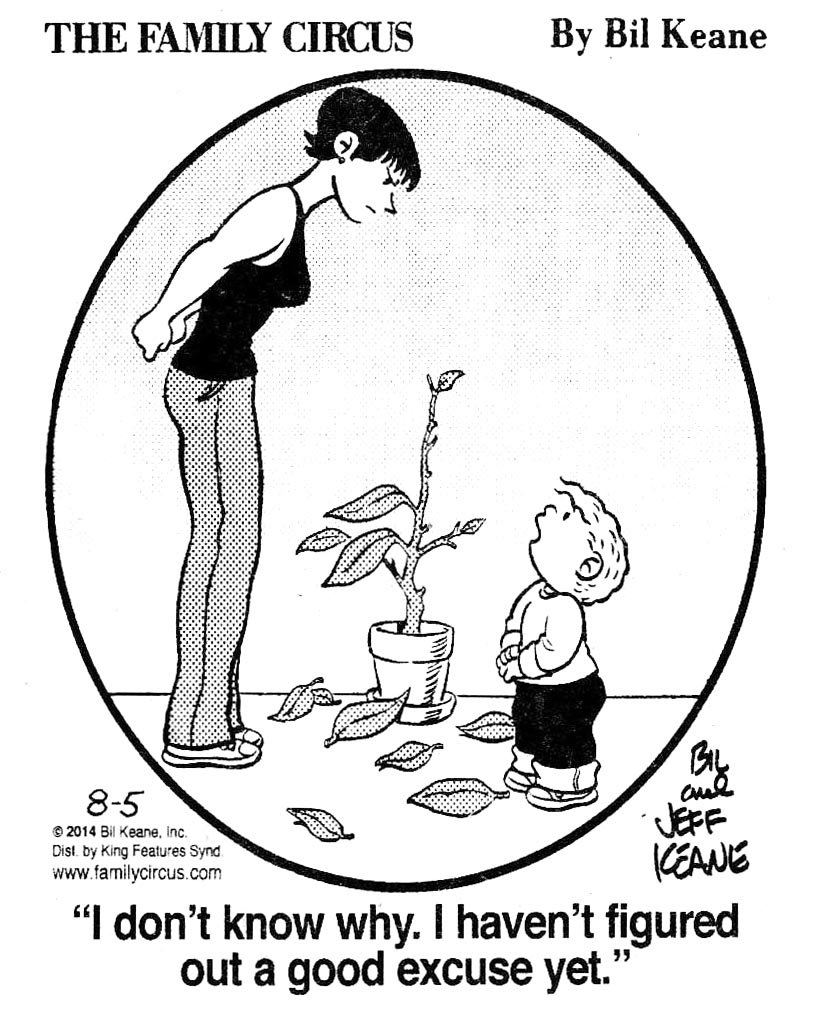 THE FAMILY CIRCUS By Bil Keane
8-5
© 2014 Bil Keane, Inc.
Dist. by King Features Synd.
www.familycircus.com
BIL
and
JEFF
KEANE
“I don’t know why. I haven’t figured
out a good excuse yet.”